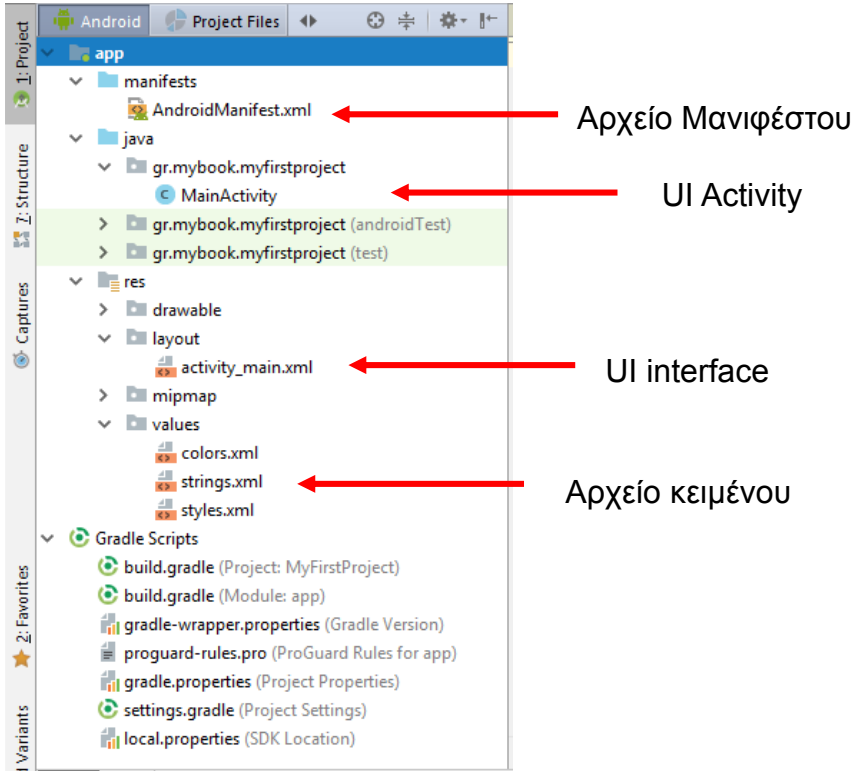 Android Project Files
1: Project
app
manifests
AndroidManifest.xml
Αρχείο Μανιφέστου
java
gr.mybook.myfirstproject
MainActivity
UI Activity
7: Structure
gr.mybook.myfirstproject (androidTest)
gr.mybook.myfirstproject (test)
res
Captures
drawable
layout
activity_main.xml
UI interface
mipmap
values
colors.xml
strings.xml
Αρχείο κειμένου
styles.xml
Gradle Scripts
build.gradle (Project: MyFirstProject)
build.gradle (Module: app)
2: Favorites
gradle-wrapper.properties (Gradle Version)
proguard-rules.pro (ProGuard Rules for app)
gradle.properties (Project Properties)
settings.gradle (Project Settings)
local.properties (SDK Location)
Variants